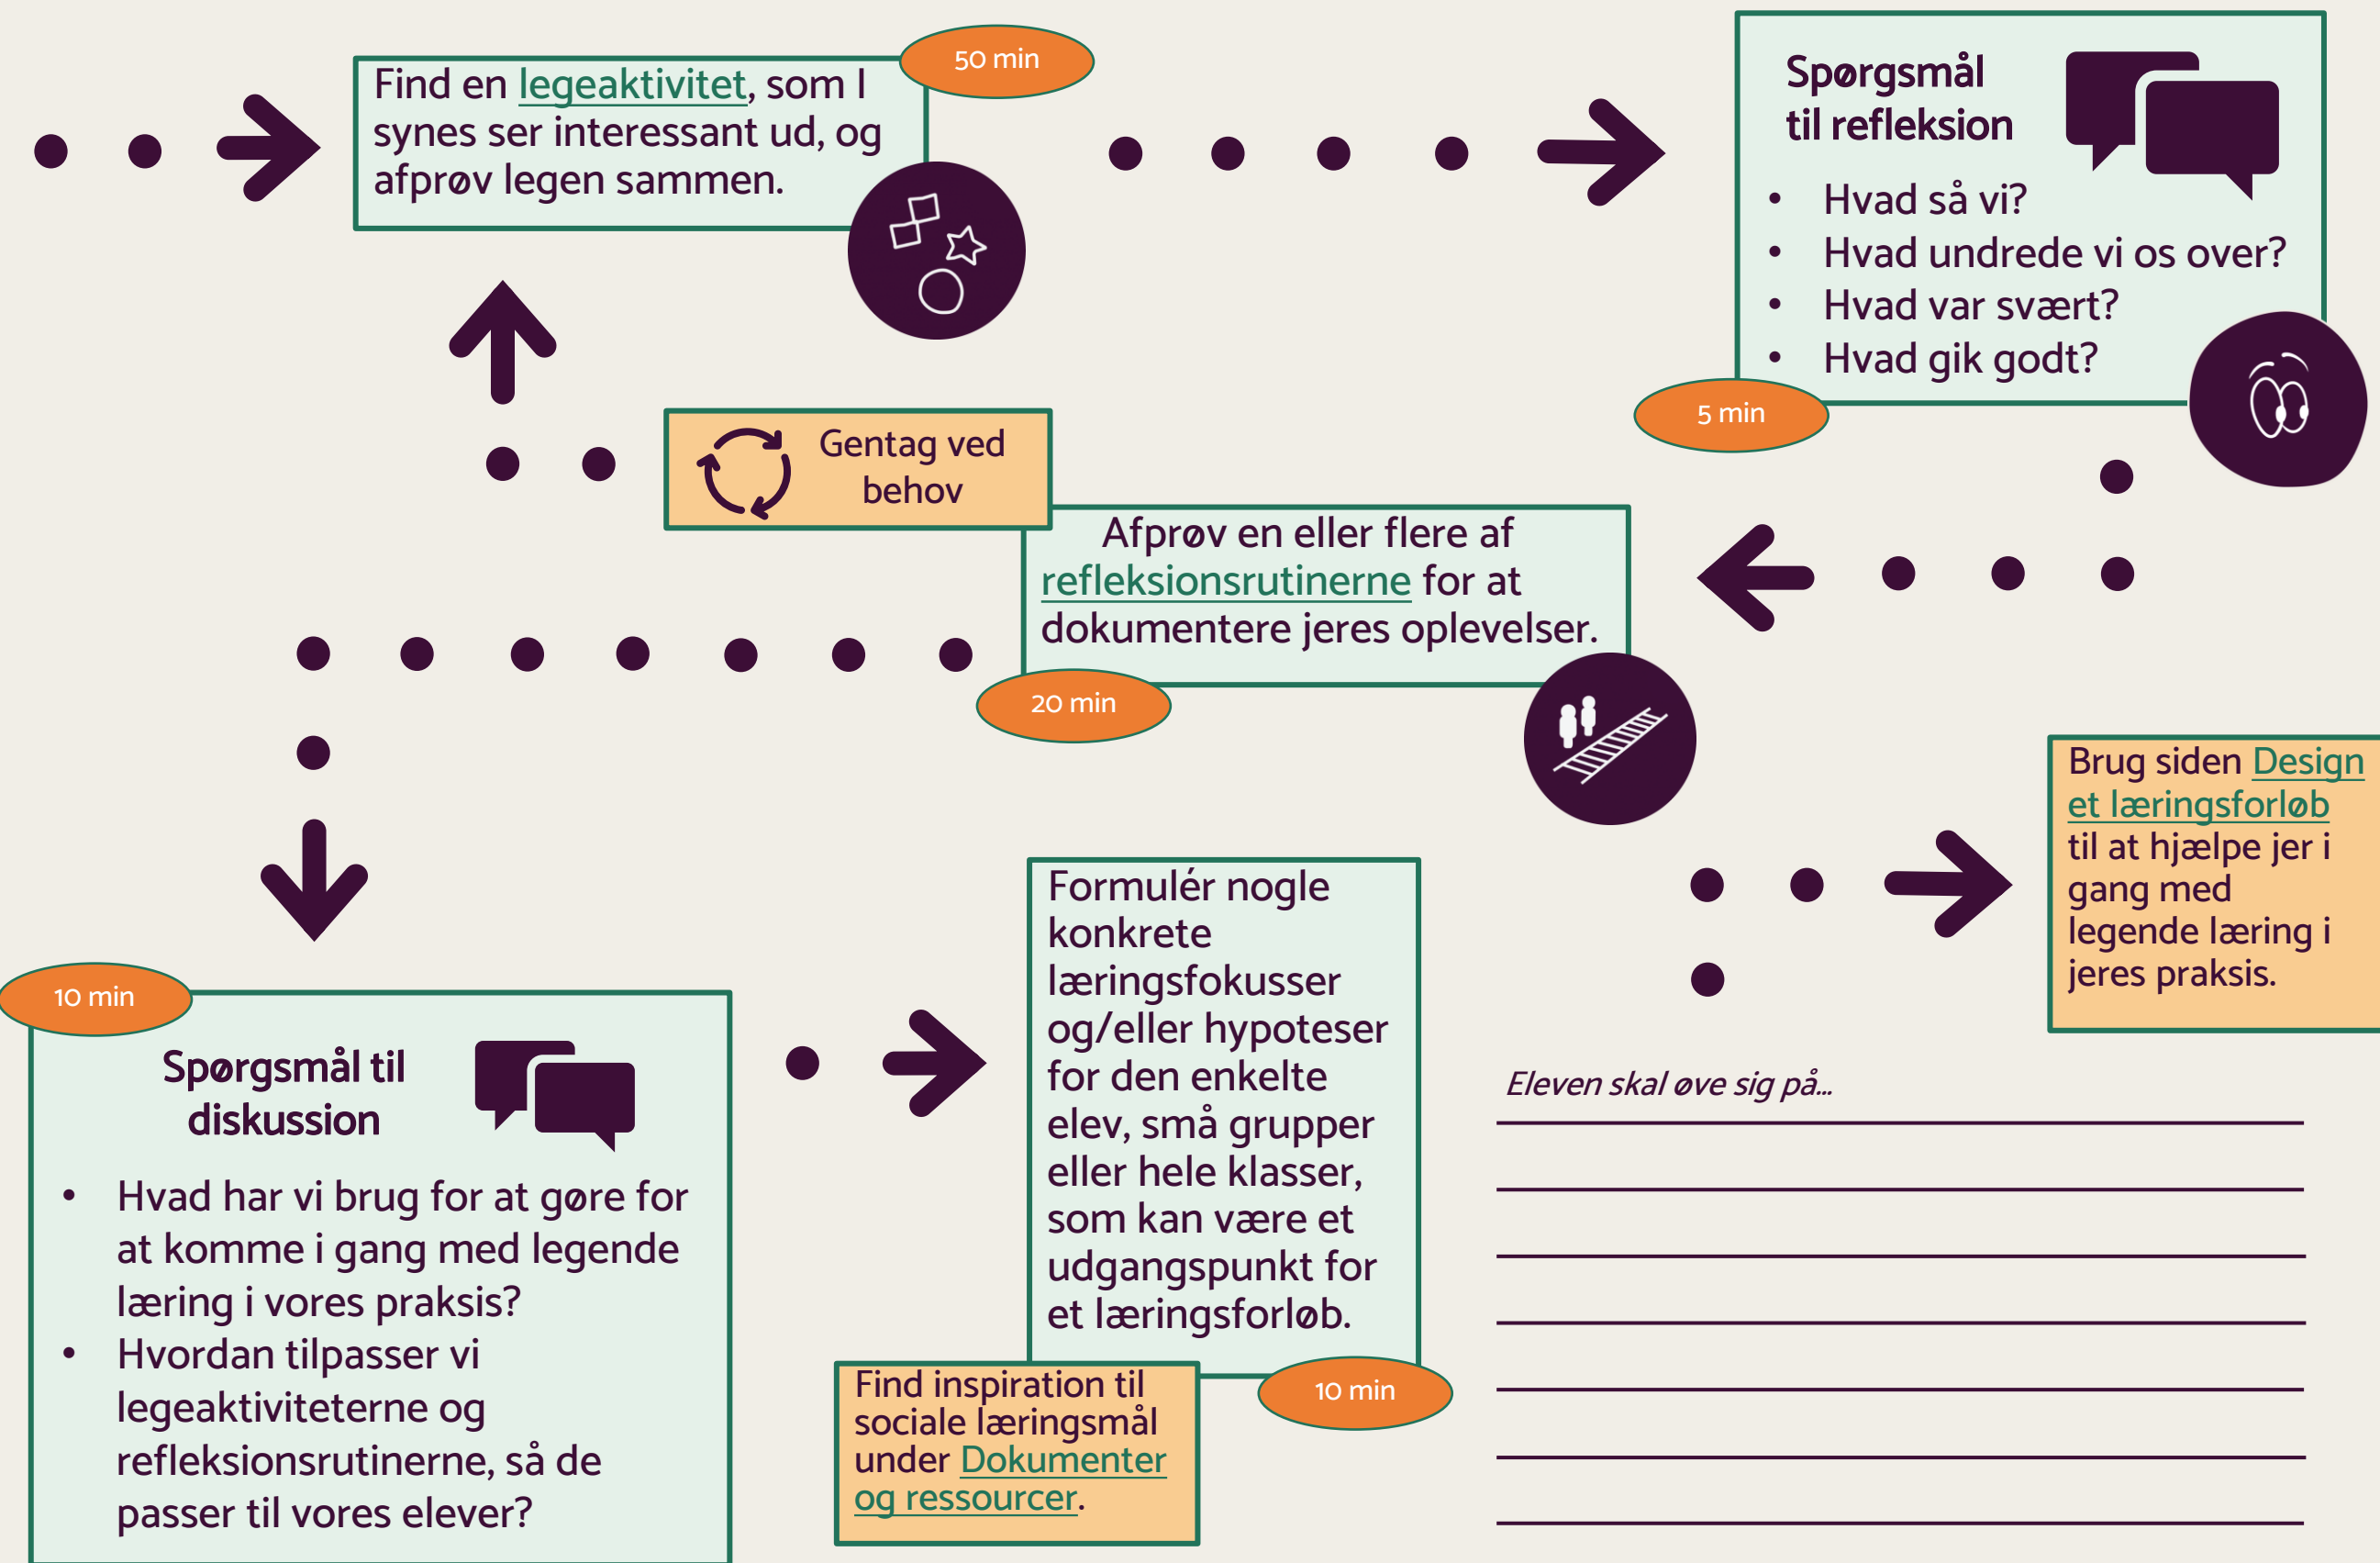 50 min
Find en legeaktivitet, som I
synes ser interessant ud, og
afprøv legen sammen.
Spørgsmål
til refleksion
• Hvad så vi?
• Hvad undrede vi os over?
• Hvad var svært?
• Hvad gik godt?
5 min
Gentag ved
behov
Afprøv en eller flere af
refleksionsrutinerne for at
dokumentere jeres oplevelser.
20 min
10 min
Spørgsmål til
diskussion
• Hvad har vi brug for at gøre for
at komme i gang med legende
læring i vores praksis?
• Hvordan tilpasser vi
legeaktiviteterne og
refleksionsrutinerne, så de
passer til vores elever?
Formulér nogle
konkrete
læringsfokusser
og/eller hypoteser
for den enkelte
elev, små grupper
eller hele klasser,
som kan være et
udgangspunkt for
et læringsforløb.
10 min
Find inspiration til
sociale læringsmål
under Dokumenter
og ressourcer.
Eleven skal øve sig på...
Brug siden Design
et læringsforløb
til at hjælpe jer i
gang med
legende læring i
jeres praksis.